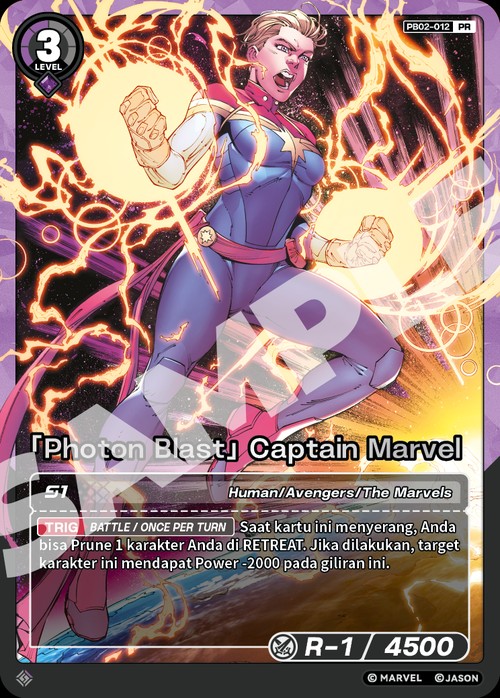 3
LEVEL
PB02-012 PR
SAMPLE
「Photon Blast」 Captain Marvel
S1
Human/Avengers/The Marvels
TRIG BATTLE / ONCE PER TURN Saat kartu ini menyerang, Anda
bisa Prune 1 karakter Anda di RETREAT. Jika dilakukan, target
karakter ini mendapat Power -2000 pada giliran ini.
R-1 / 4500
© MARVEL ©JASON